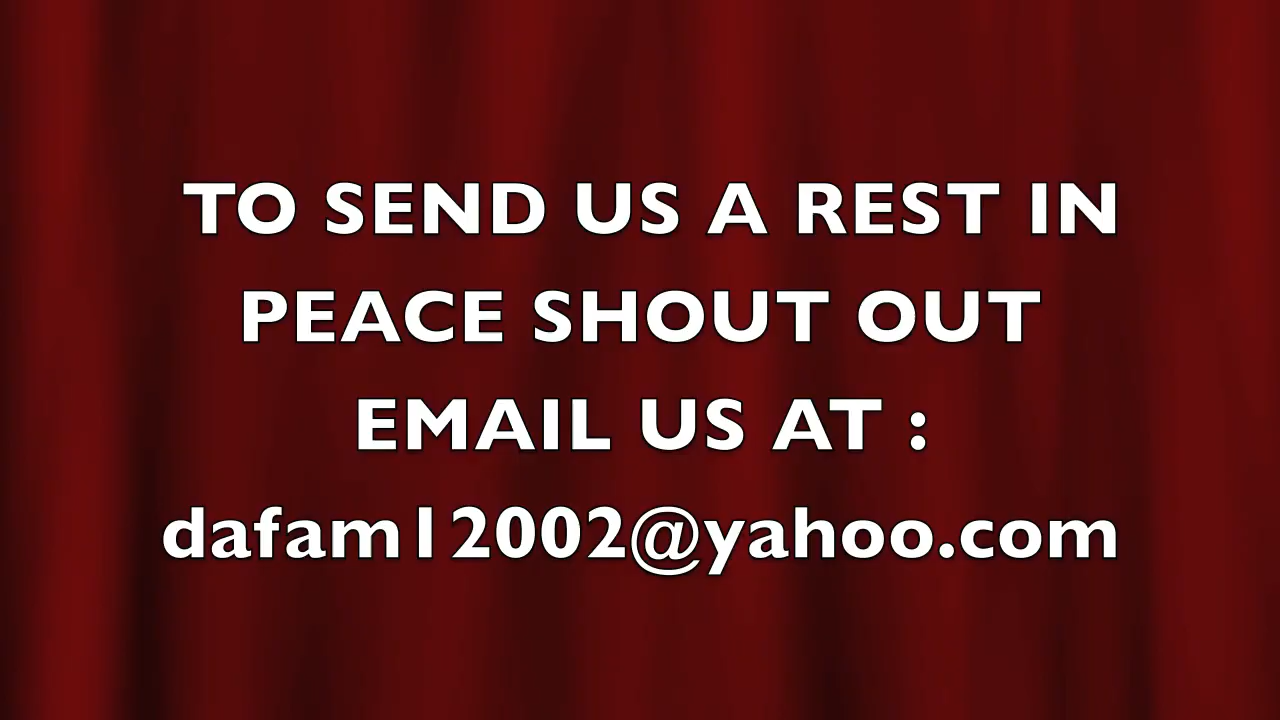 TO SEND US A REST IN
PEACE SHOUT OUT
EMAIL US AT :
dafam12002@yahoo.com